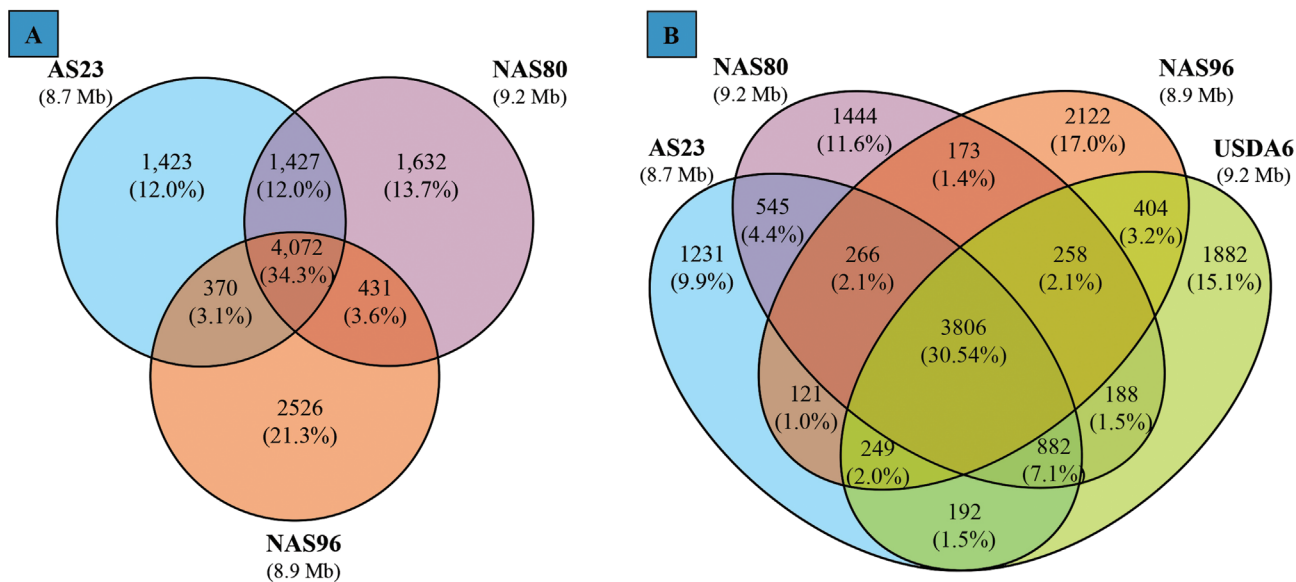 A
AS23
(8.7 Mb)
NAS80
(9.2 Mb)
1,423
(12.0%)
1,427
(12.0%)
1,632
(13.7%)
4,072
(34.3%)
370
(3.1%)
431
(3.6%)
2526
(21.3%)
NAS96
(8.9 Mb)
B
NAS80
(9.2 Mb)
NAS96
(8.9 Mb)
AS23
(8.7 Mb)
USDA6
(9.2 Mb)
1444
(11.6%)
2122
(17.0%)
173
(1.4%)
545
(4.4%)
404
(3.2%)
1231
(9.9%)
266
(2.1%)
258
(2.1%)
1882
(15.1%)
3806
(30.54%)
121
(1.0%)
188
(1.5%)
249
(2.0%)
882
(7.1%)
192
(1.5%)